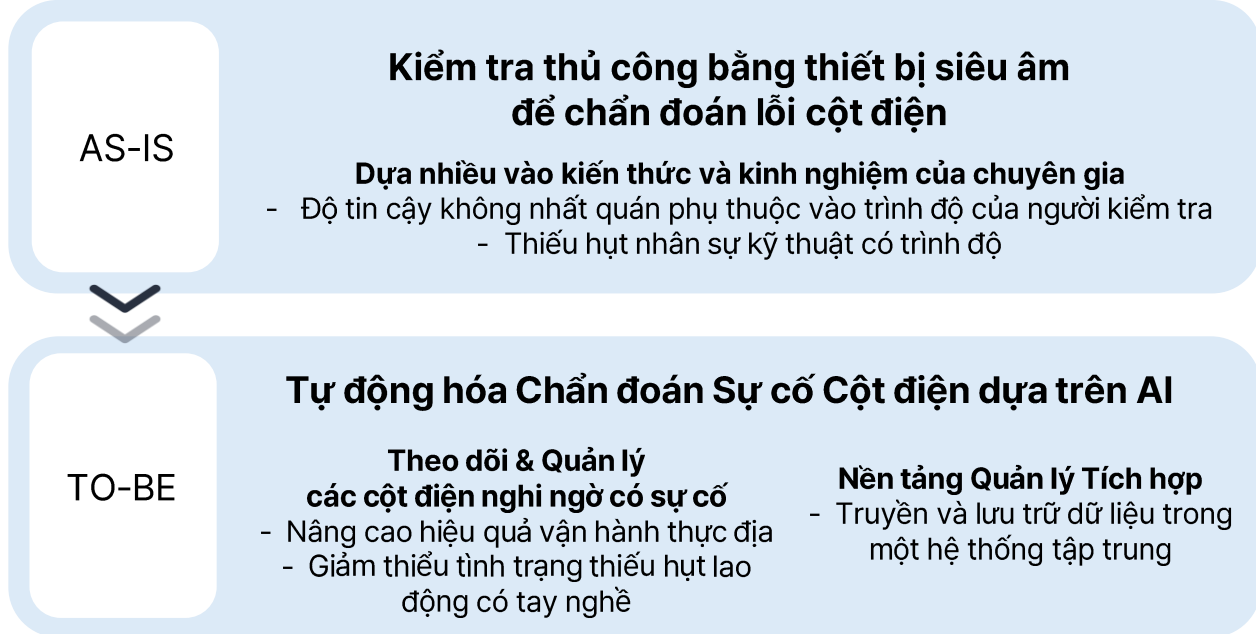 AS-IS
Kiểm tra thủ công bằng thiết bị siêu âm
để chẩn đoán lỗi cột điện
Dựa nhiều vào kiến thức và kinh nghiệm của chuyên gia
- Độ tin cậy không nhất quán phụ thuộc vào trình độ của người kiểm tra
- Thiếu hụt nhân sự kỹ thuật có trình độ
TO-BE
Tự động hóa Chẩn đoán Sự cố Cột điện dựa trên AI
Theo dõi & Quản lý
các cột điện nghi ngờ có sự cố
- Nâng cao hiệu quả vận hành thực địa
- Giảm thiểu tình trạng thiếu hụt lao
động có tay nghề
Nền tảng Quản lý Tích hợp
- Truyền và lưu trữ dữ liệu trong
một hệ thống tập trung